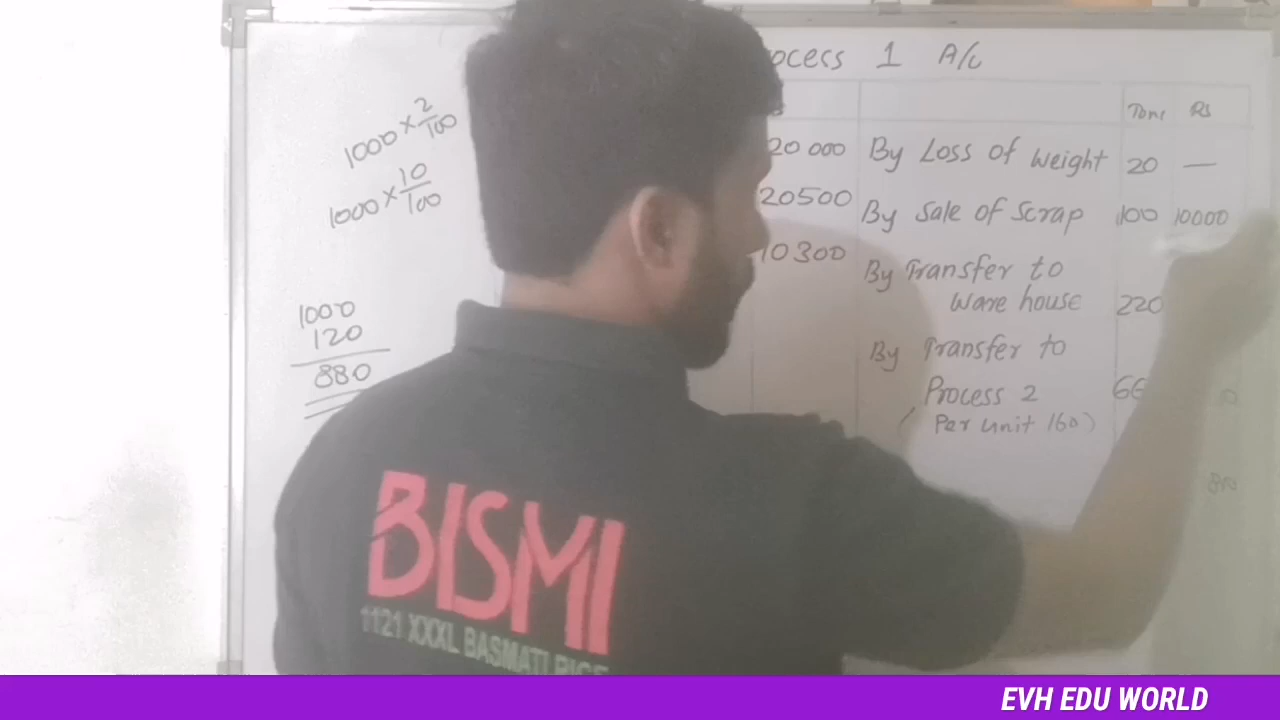 ocess 1 A/c
Tons Rs
1000 × 2/100
1000 × 10/100
1000
120
880
20 000 By Loss of weight 20 —
20500 By Sale of Scrap 100 10000
10300 By Transfer to
Ware house 220
By Transfer to
Process 2 66
( Per unit 160 )
BISMI
1121 XXXL BASMATI RICE
EVH EDU WORLD